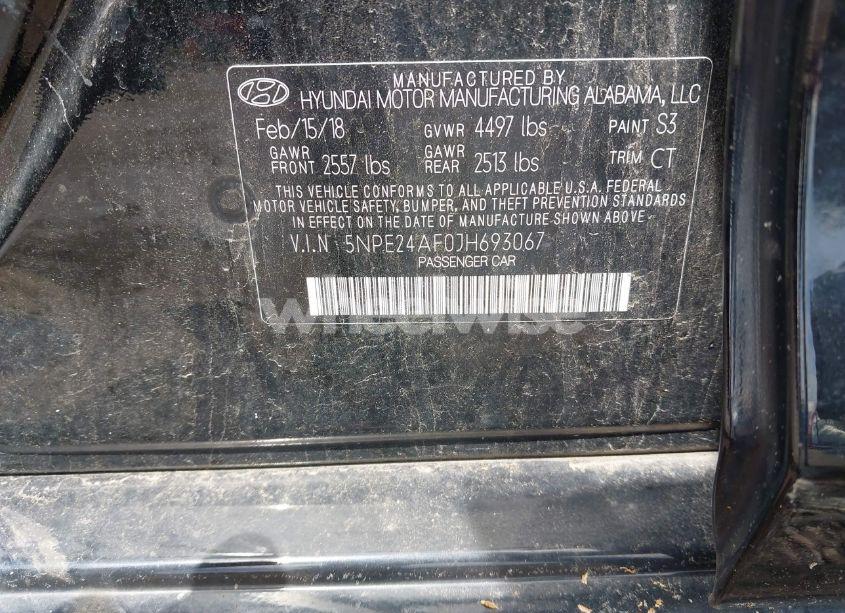 MANUFACTURED BY
HYUNDAI MOTOR MANUFACTURING ALABAMA, LLC
Feb/15/18 GVWR 4497 lbs PAINT S3
GAWR FRONT 2557 lbs GAWR REAR 2513 lbs TRIM CT
THIS VEHICLE CONFORMS TO ALL APPLICABLE U.S.A. FEDERAL
MOTOR VEHICLE SAFETY, BUMPER, AND THEFT PREVENTION STANDARDS
IN EFFECT ON THE DATE OF MANUFACTURE SHOWN ABOVE.
V.I.N 5NPE24AF0JH693067
PASSENGER CAR
wheelwise